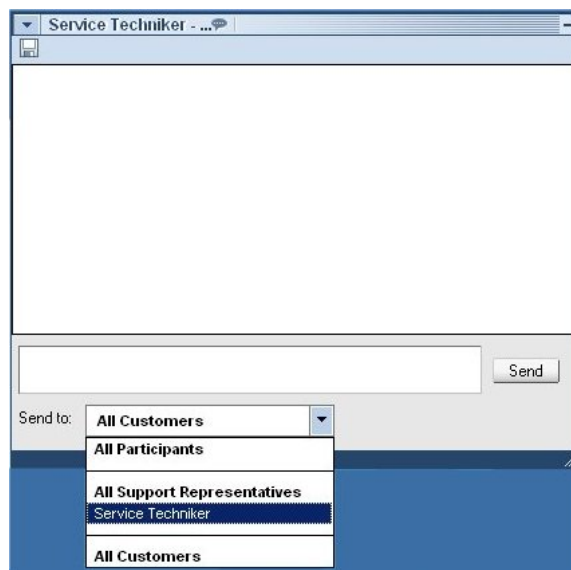 Service Techniker - ...
Send
Send to: All Customers
All Participants
All Support Representatives
Service Techniker
All Customers